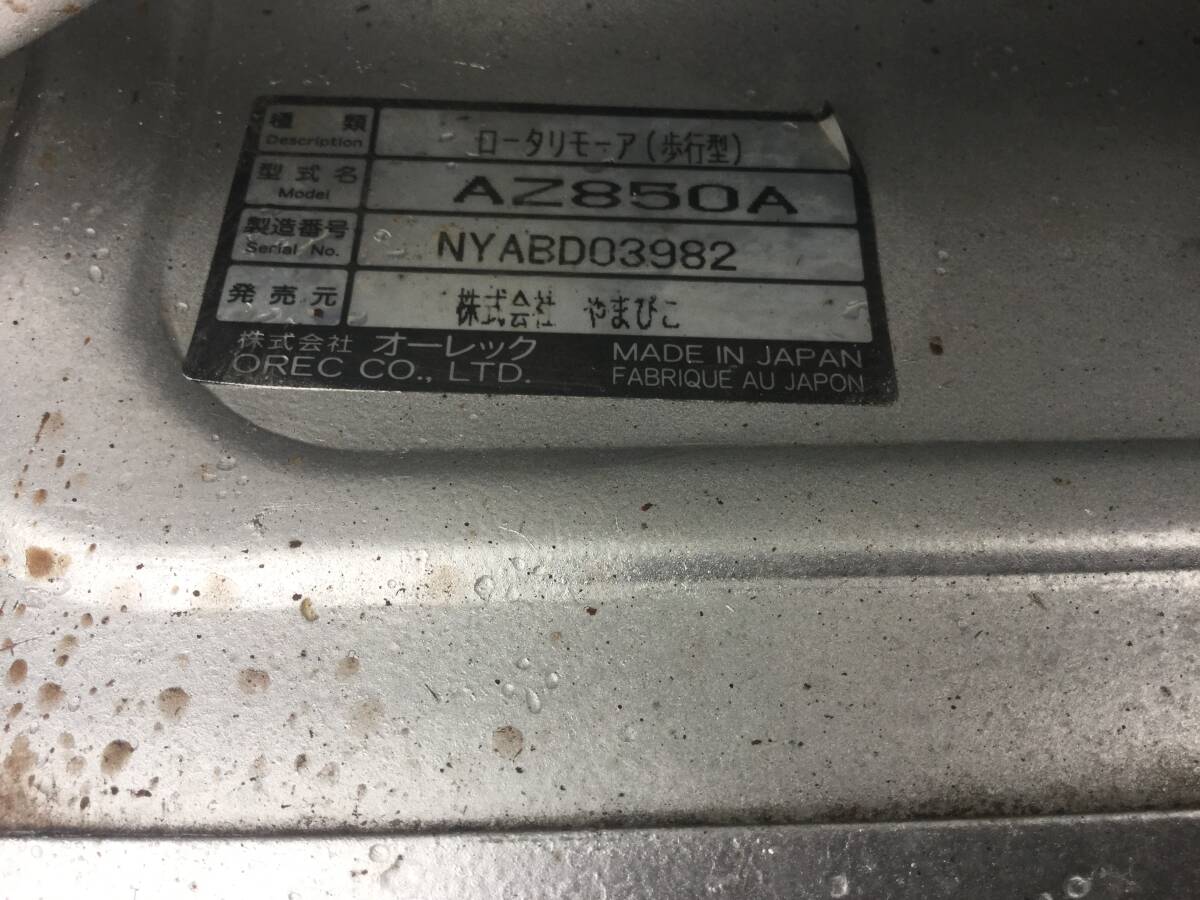 種類 ロータリモーア(歩行型)
Description
型式名 AZ850A
Model
製造番号 NYABD03982
Serial No.
発売元 株式会社 やまびこ
株式会社 オーレック MADE IN JAPAN
OREC CO., LTD. FABRIQUE AU JAPON